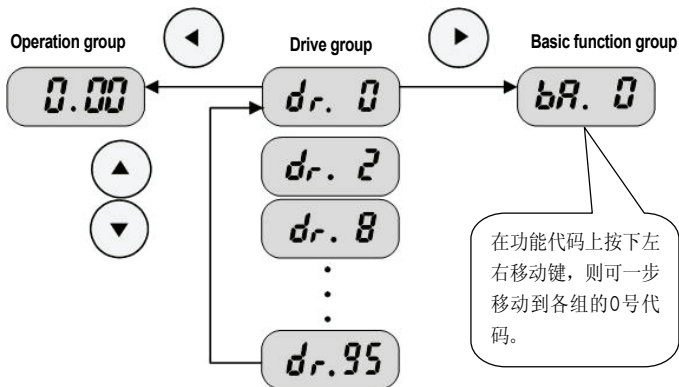 Operation group
Drive group
Basic function group
0.00
dr. 0
bA. 0
dr. 2
dr. 8
dr.95
在功能代码上按下左
右移动键，则可一步
移动到各组的0号代
码。